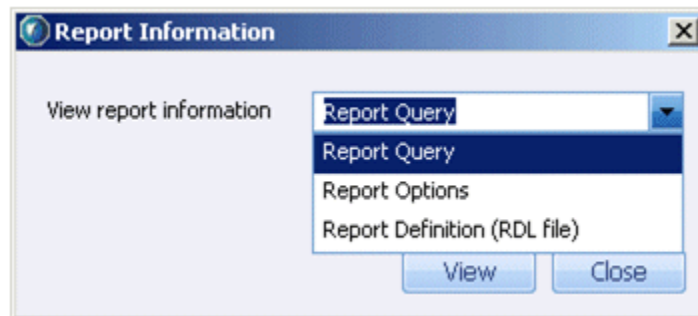 Report Information
View report information
Report Query
Report Query
Report Options
Report Definition (RDL file)
View
Close